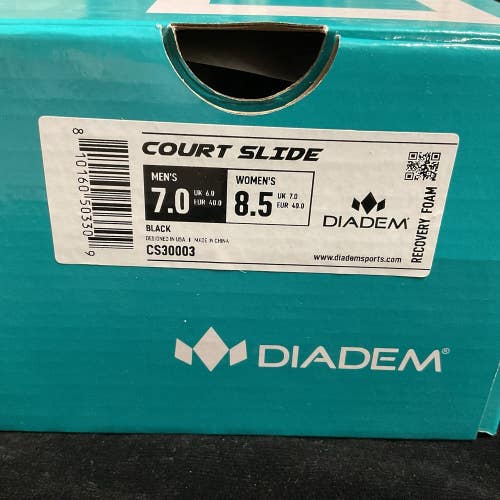 COURT SLIDE
MEN'S
7.0
UK 6.0
EUR 40.0
WOMEN'S
8.5
UK 7.0
EUR 40.0
BLACK
DESIGNED IN USA | MADE IN CHINA
CS30003
8 10160 50330 9
DIADEM®
www.diademsports.com
RECOVERY FOAM
DIADEM®